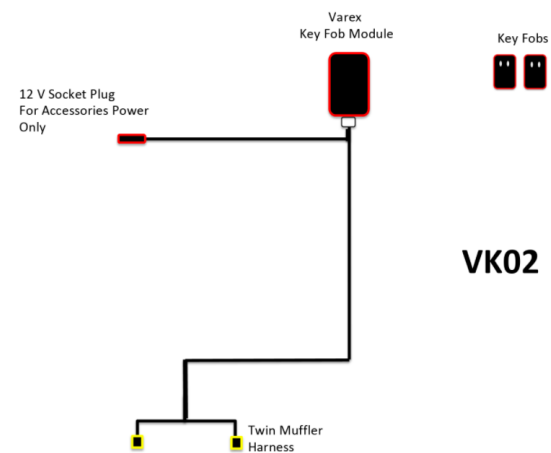 Varex
Key Fob Module
Key Fobs
12 V Socket Plug
For Accessories Power
Only
VK02
Twin Muffler
Harness